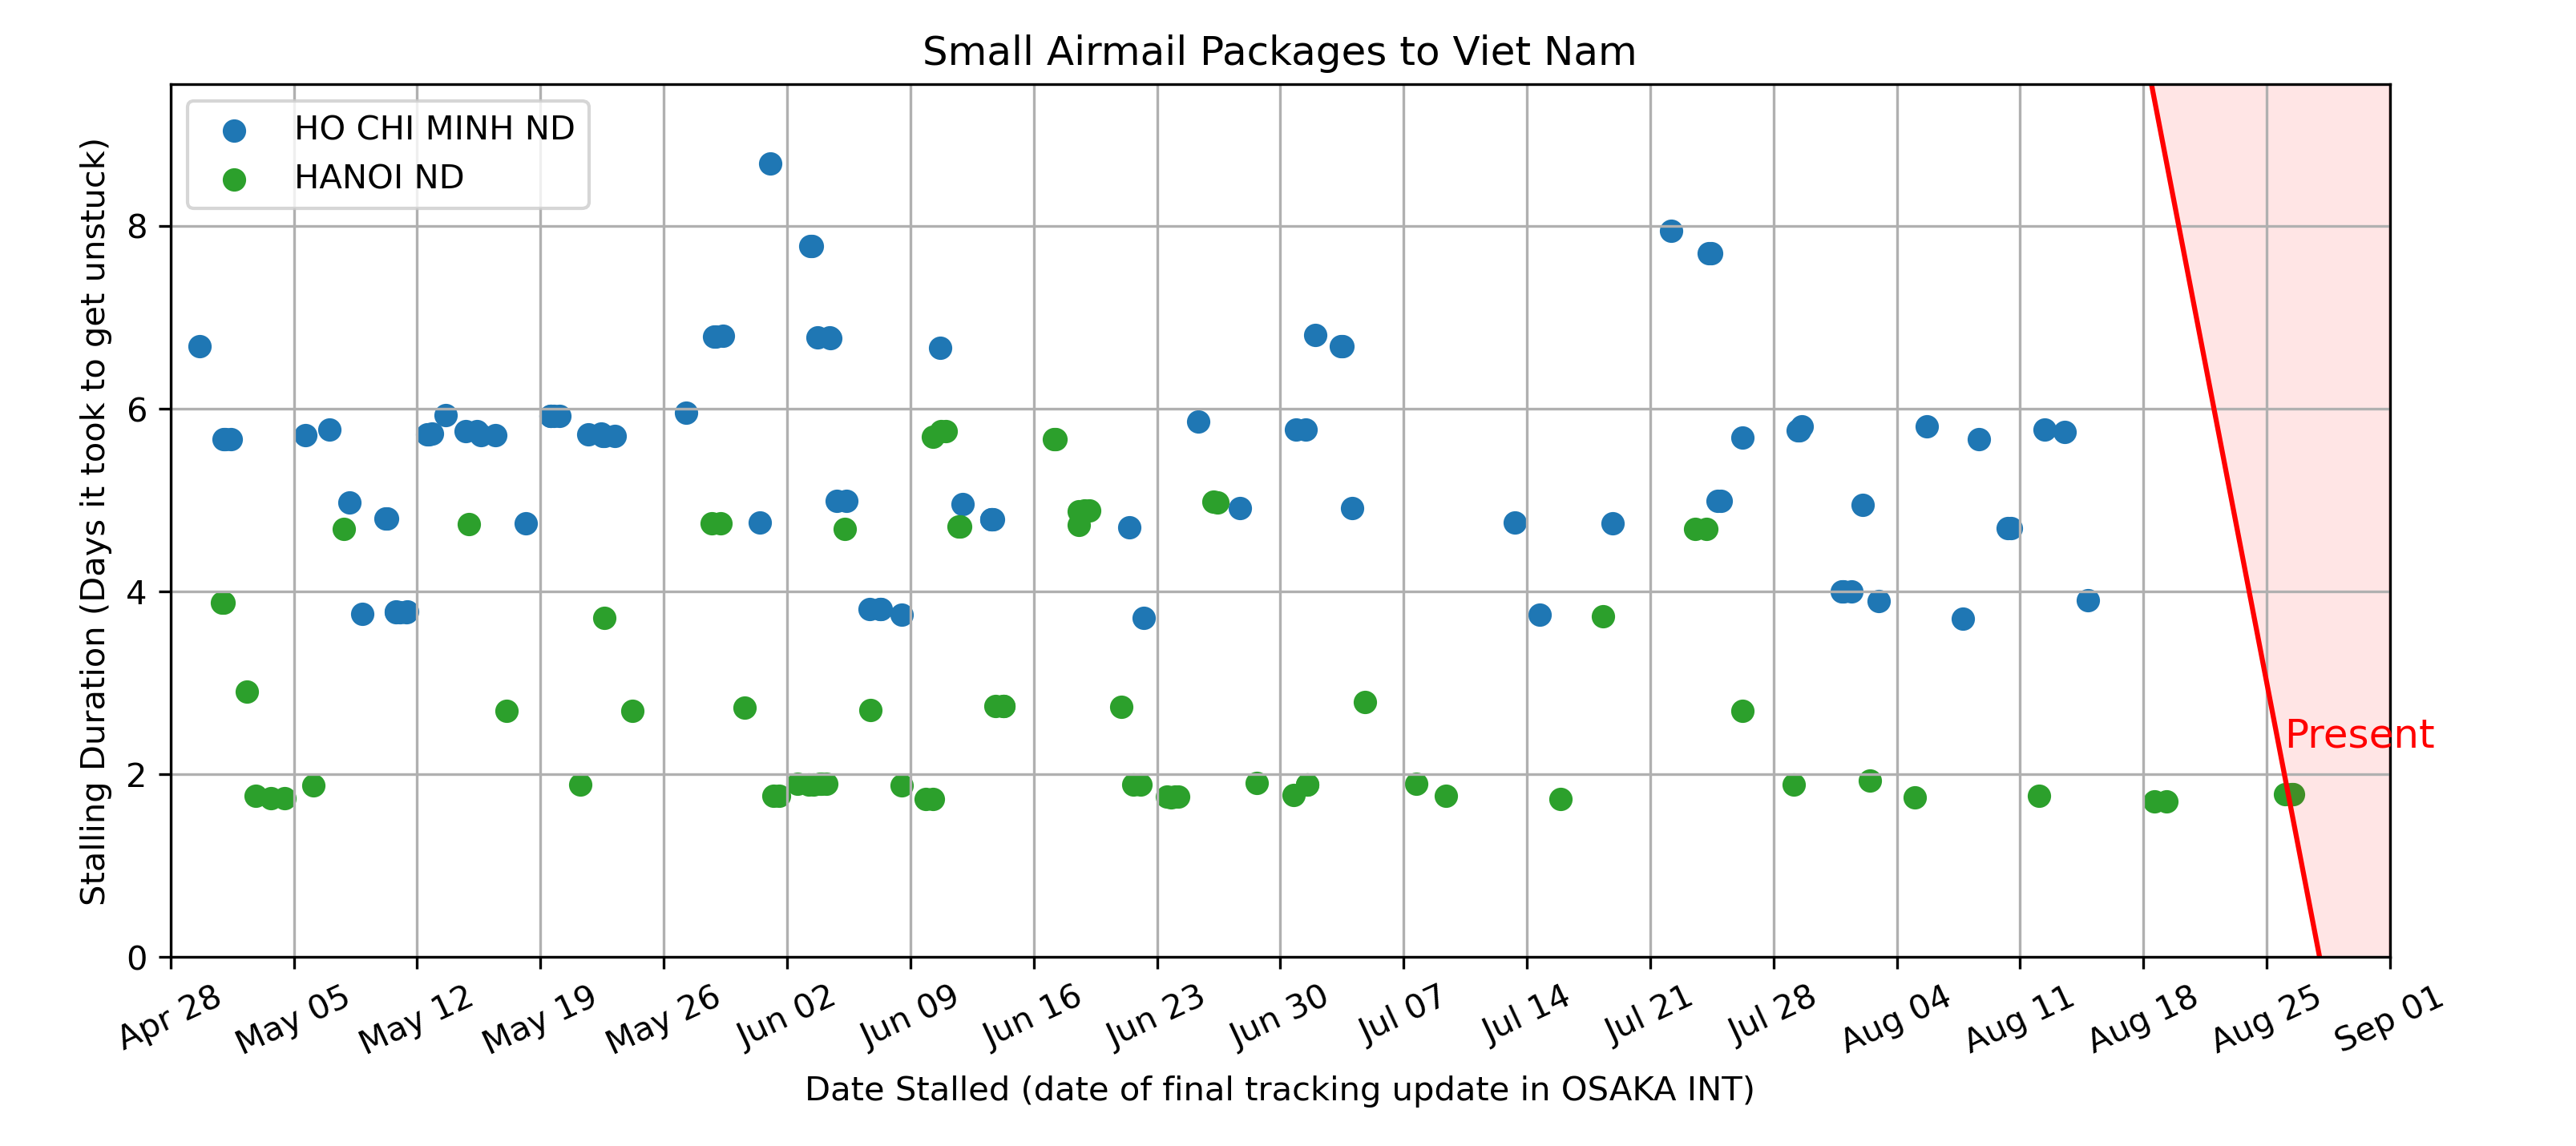 Small Airmail Packages to Viet Nam
HO CHI MINH ND
HANOI ND
Stalling Duration (Days it took to get unstuck)
8
6
4
2
0
Present
Apr 28
May 05
May 12
May 19
May 26
Jun 02
Jun 09
Jun 16
Jun 23
Jun 30
Jul 07
Jul 14
Jul 21
Jul 28
Aug 04
Aug 11
Aug 18
Aug 25
Sep 01
Date Stalled (date of final tracking update in OSAKA INT)